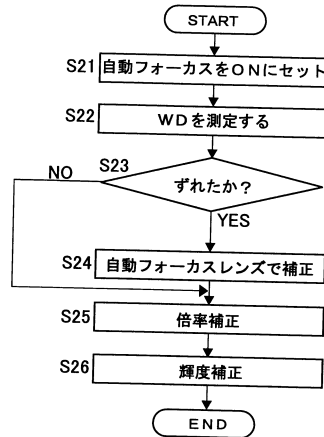 START
S21 自動フォーカスをONにセット
S22 WDを測定する
S23
NO ずれたか？
YES
S24 自動フォーカスレンズで補正
S25 倍率補正
S26 輝度補正
END